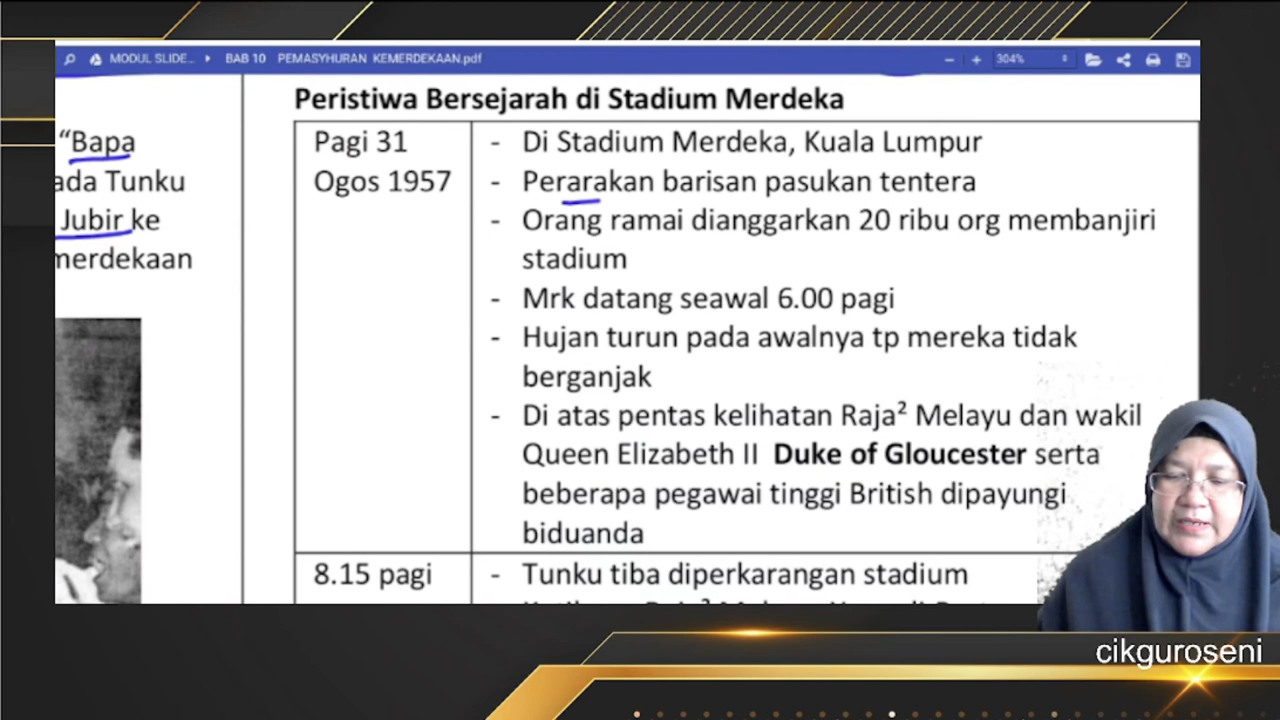 MODUL SLIDE... BAB 10 PEMASYHURAN KEMERDEKAAN.pdf
304%
"Bapa
ada Tunku
Jubir ke
merdekaan
Peristiwa Bersejarah di Stadium Merdeka
Pagi 31
Ogos 1957
- Di Stadium Merdeka, Kuala Lumpur
- Perarakan barisan pasukan tentera
- Orang ramai dianggarkan 20 ribu org membanjiri
stadium
- Mrk datang seawal 6.00 pagi
- Hujan turun pada awalnya tp mereka tidak
berganjak
- Di atas pentas kelihatan Raja² Melayu dan wakil
Queen Elizabeth II Duke of Gloucester serta
beberapa pegawai tinggi British dipayungi
biduanda
8.15 pagi
- Tunku tiba diperkarangan stadium
cikguroseni